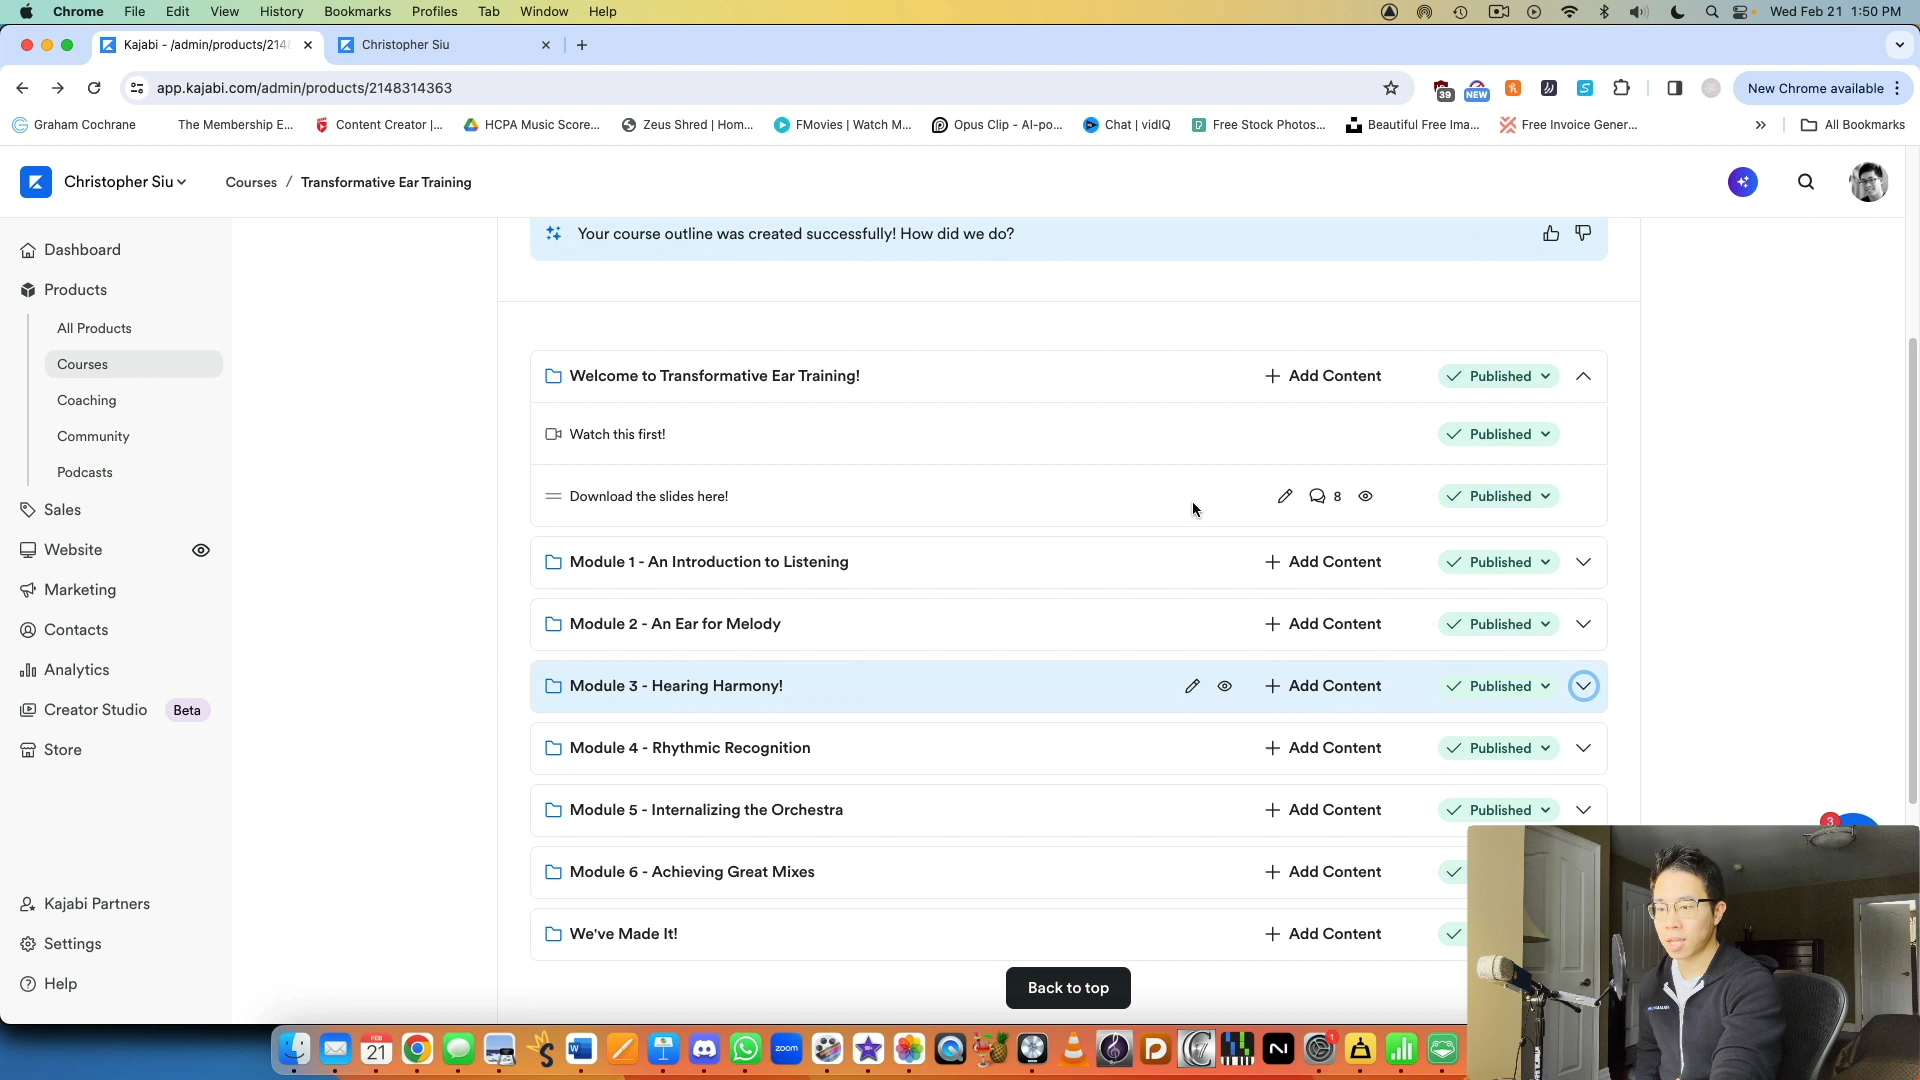 Chrome File Edit View History Bookmarks Profiles Tab Window Help Wed Feb 21 1:50 PM
Kajabi - /admin/products/214 Christopher Siu
app.kajabi.com/admin/products/2148314363 39 NEW New Chrome available
Graham Cochrane The Membership E... Content Creator |... HCPA Music Score... Zeus Shred | Hom... FMovies | Watch M... Opus Clip - AI-po... Chat | vidIQ Free Stock Photos... Beautiful Free Ima... Free Invoice Gener... All Bookmarks
Christopher Siu Courses / Transformative Ear Training
Your course outline was created successfully! How did we do?
Dashboard
Products
All Products
Courses
Coaching
Community
Podcasts
Sales
Website
Marketing
Contacts
Analytics
Creator Studio Beta
Store
Kajabi Partners
Settings
Help
Welcome to Transformative Ear Training! Add Content Published
Watch this first! Published
Download the slides here! 8 Published
Module 1 - An Introduction to Listening Add Content Published
Module 2 - An Ear for Melody Add Content Published
Module 3 - Hearing Harmony! Add Content Published
Module 4 - Rhythmic Recognition Add Content Published
Module 5 - Internalizing the Orchestra Add Content Published
3
Module 6 - Achieving Great Mixes Add Content
We've Made It! Add Content
Back to top
FEB
21
W
zoom
1